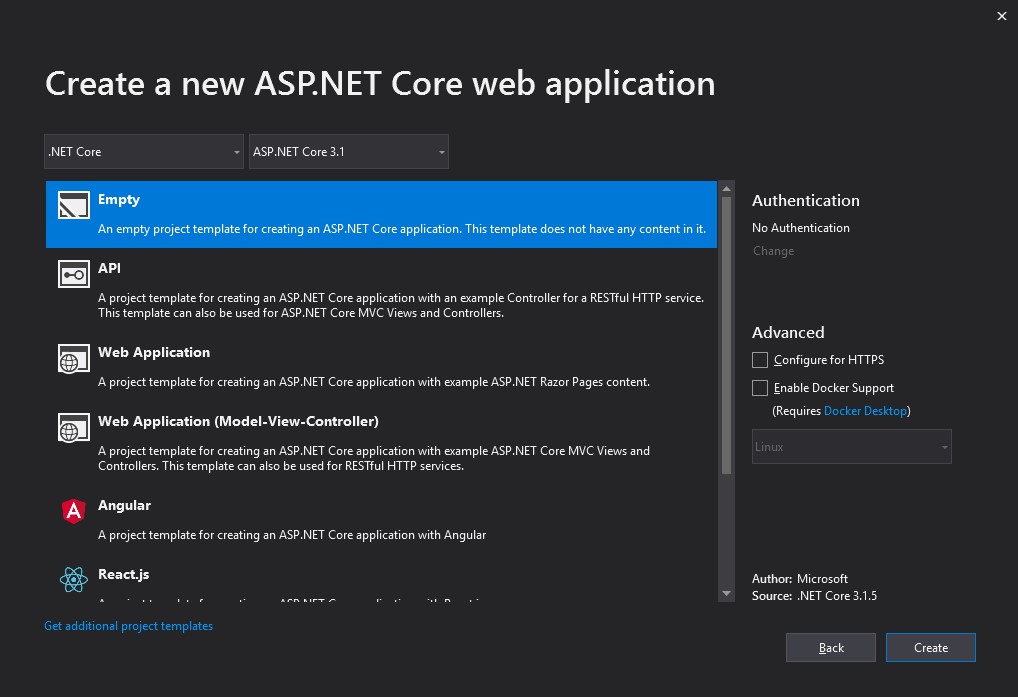 Create a new ASP.NET Core web application
.NET Core
ASP.NET Core 3.1
Empty
An empty project template for creating an ASP.NET Core application. This template does not have any content in it.
API
A project template for creating an ASP.NET Core application with an example Controller for a RESTful HTTP service.
This template can also be used for ASP.NET Core MVC Views and Controllers.
Web Application
A project template for creating an ASP.NET Core application with example ASP.NET Razor Pages content.
Web Application (Model-View-Controller)
A project template for creating an ASP.NET Core application with example ASP.NET Core MVC Views and
Controllers. This template can also be used for RESTful HTTP services.
Angular
A project template for creating an ASP.NET Core application with Angular
React.js
Get additional project templates
Authentication
No Authentication
Change
Advanced
Configure for HTTPS
Enable Docker Support
(Requires Docker Desktop)
Linux
Author: Microsoft
Source: .NET Core 3.1.5
Back
Create